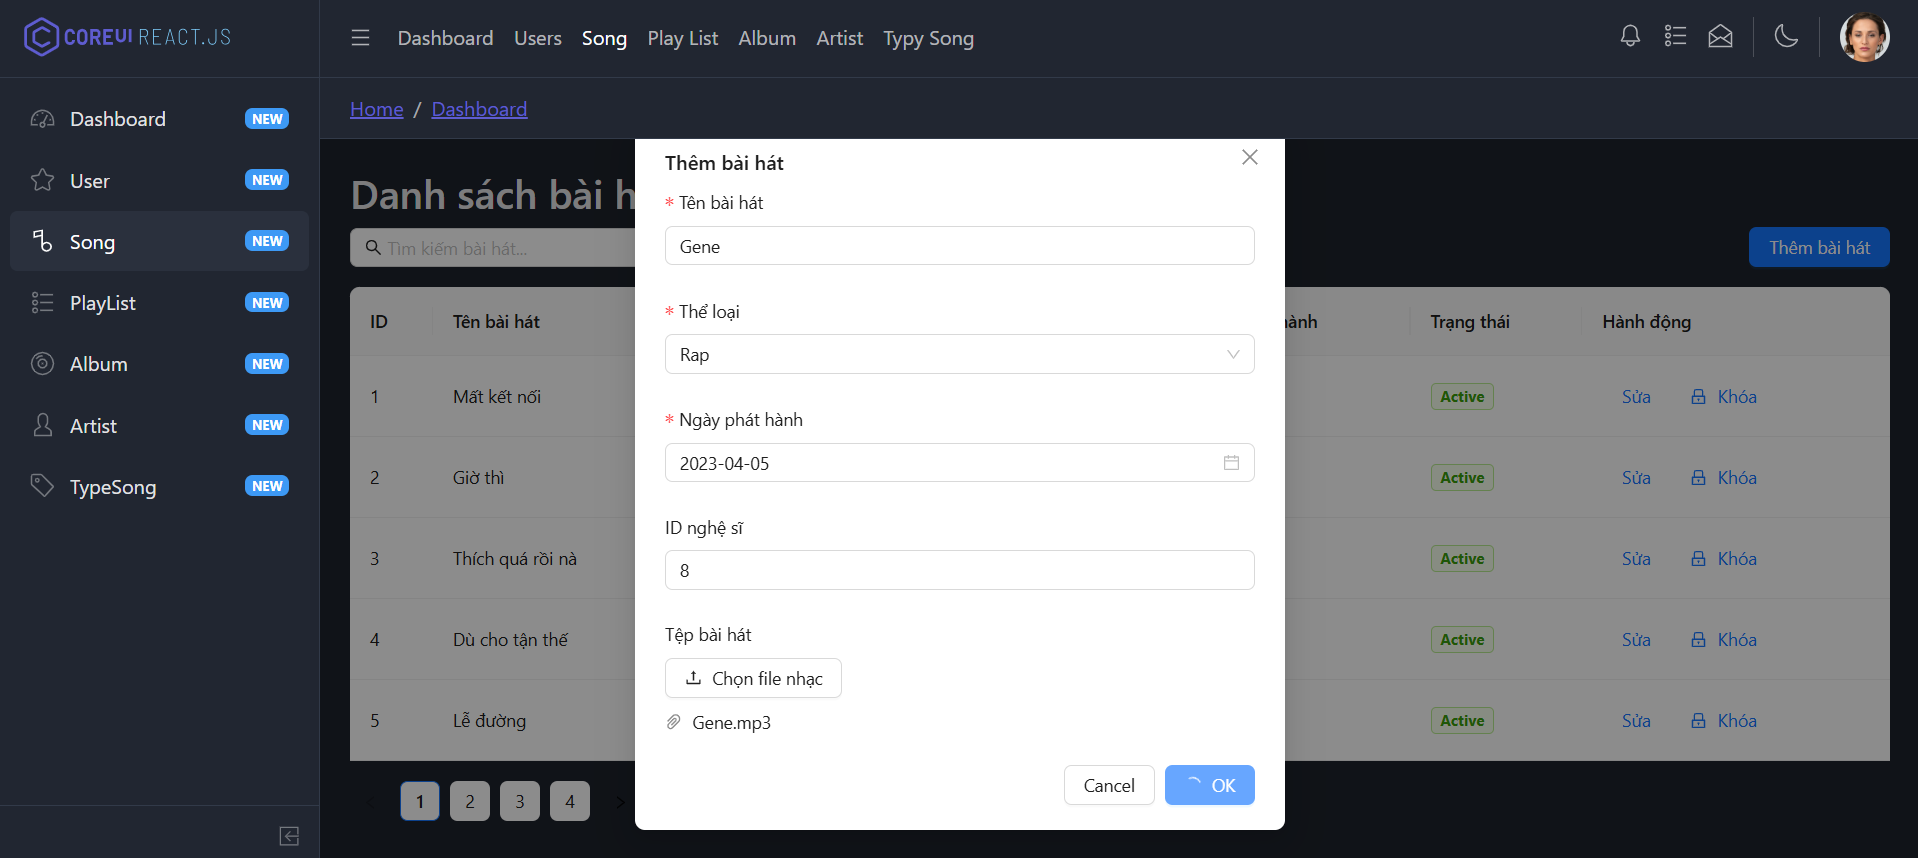 COREUI REACT.JS
Dashboard Users Song Play List Album Artist Typy Song
Dashboard NEW
User NEW
Song NEW
PlayList NEW
Album NEW
Artist NEW
TypeSong NEW
Home / Dashboard
Danh sách bài h
Tìm kiếm bài hát...
Thêm bài hát
ID Tên bài hát ành Trạng thái Hành động
1 Mất kết nối Active Sửa Khóa
2 Giờ thì Active Sửa Khóa
3 Thích quá rồi nà Active Sửa Khóa
4 Dù cho tận thế Active Sửa Khóa
5 Lễ đường Active Sửa Khóa
1 2 3 4
Thêm bài hát
* Tên bài hát
Gene
* Thể loại
Rap
* Ngày phát hành
2023-04-05
ID nghệ sĩ
8
Tệp bài hát
Chọn file nhạc
Gene.mp3
Cancel OK